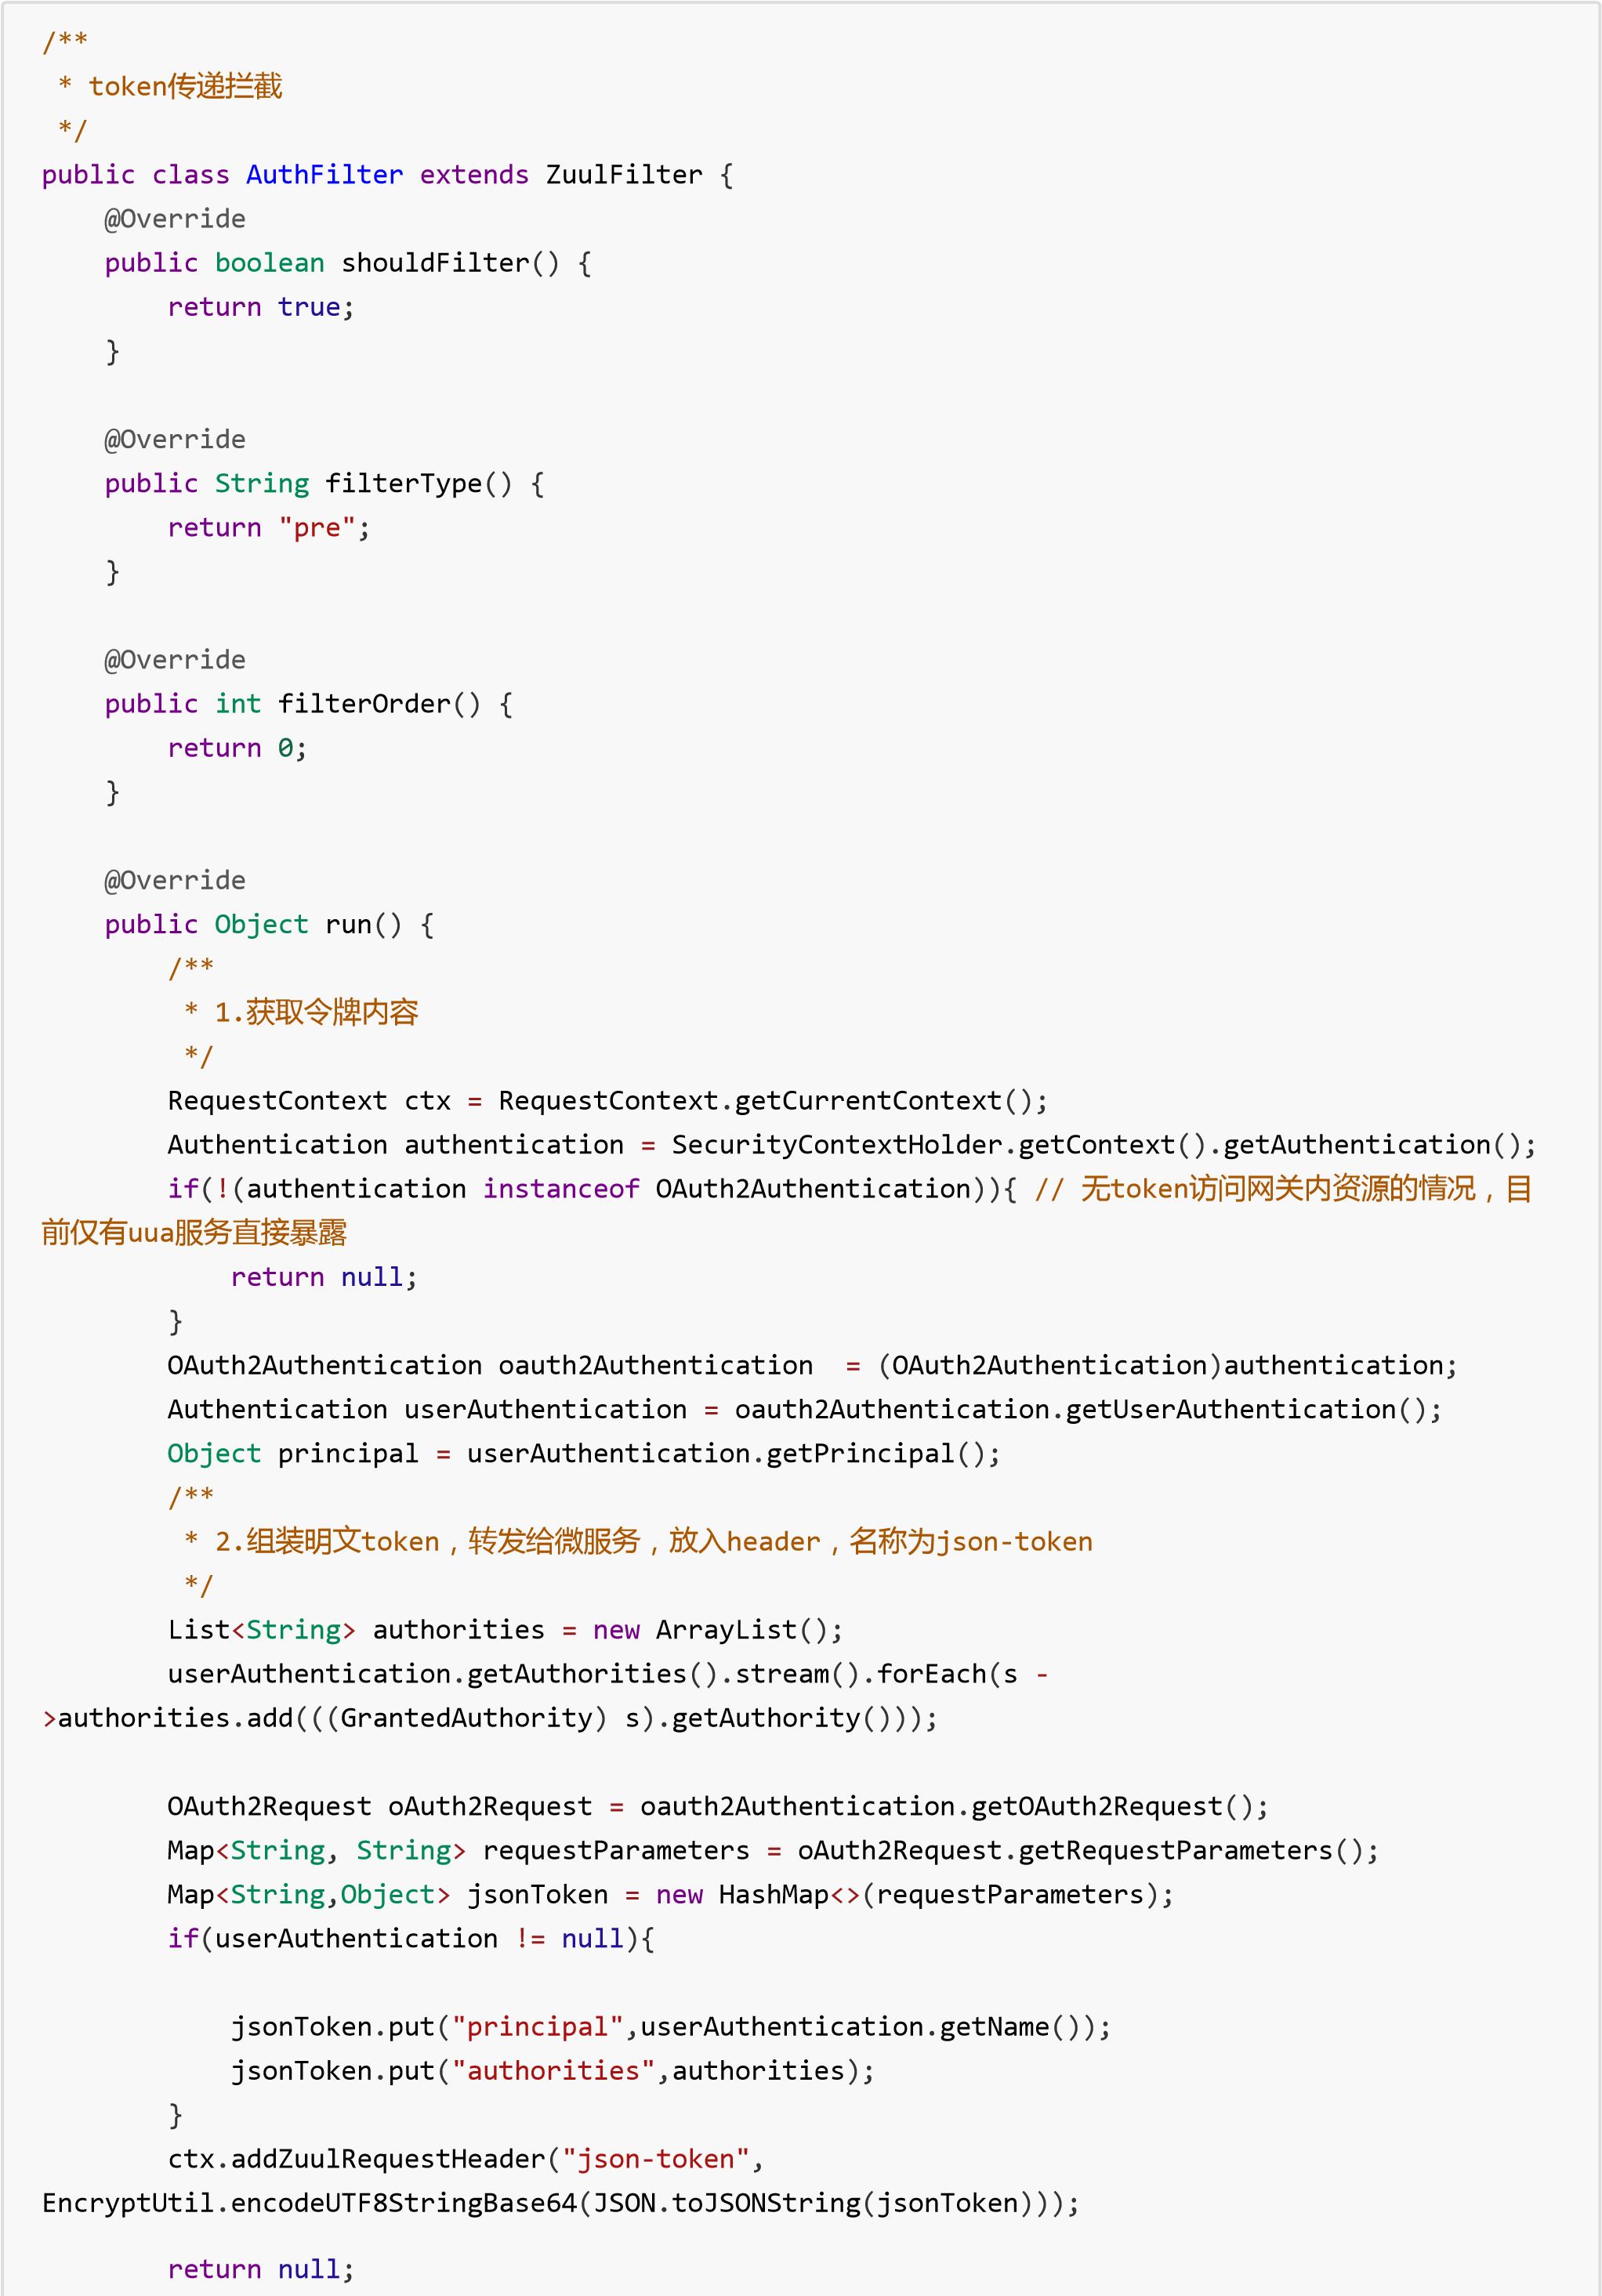 /**
 * token传递拦截
 */
public class AuthFilter extends ZuulFilter {
    @Override
    public boolean shouldFilter() {
        return true;
    }

    @Override
    public String filterType() {
        return "pre";
    }

    @Override
    public int filterOrder() {
        return 0;
    }

    @Override
    public Object run() {
        /**
         * 1.获取令牌内容
         */
        RequestContext ctx = RequestContext.getCurrentContext();
        Authentication authentication = SecurityContextHolder.getContext().getAuthentication();
        if(!(authentication instanceof OAuth2Authentication)){ // 无token访问网关内资源的情况，目
前仅有uua服务直接暴露
            return null;
        }
        OAuth2Authentication oauth2Authentication  = (OAuth2Authentication)authentication;
        Authentication userAuthentication = oauth2Authentication.getUserAuthentication();
        Object principal = userAuthentication.getPrincipal();
        /**
         * 2.组装明文token，转发给微服务，放入header，名称为json-token
         */
        List<String> authorities = new ArrayList();
        userAuthentication.getAuthorities().stream().forEach(s -
>authorities.add(((GrantedAuthority) s).getAuthority()));

        OAuth2Request oAuth2Request = oauth2Authentication.getOAuth2Request();
        Map<String, String> requestParameters = oAuth2Request.getRequestParameters();
        Map<String,Object> jsonToken = new HashMap<>(requestParameters);
        if(userAuthentication != null){

            jsonToken.put("principal",userAuthentication.getName());
            jsonToken.put("authorities",authorities);
        }
        ctx.addZuulRequestHeader("json-token",
EncryptUtil.encodeUTF8StringBase64(JSON.toJSONString(jsonToken)));

        return null;